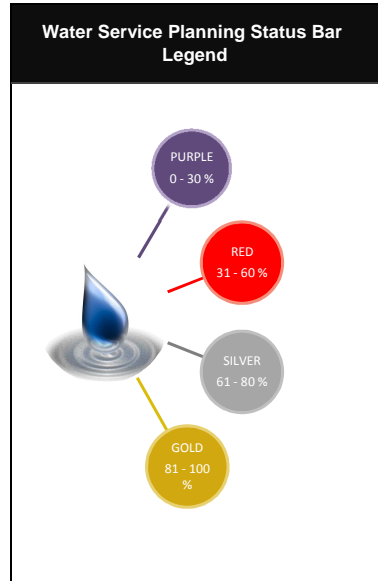 Water Service Planning Status Bar
Legend
PURPLE
0 - 30 %
RED
31 - 60 %
SILVER
61 - 80 %
GOLD
81 - 100
%